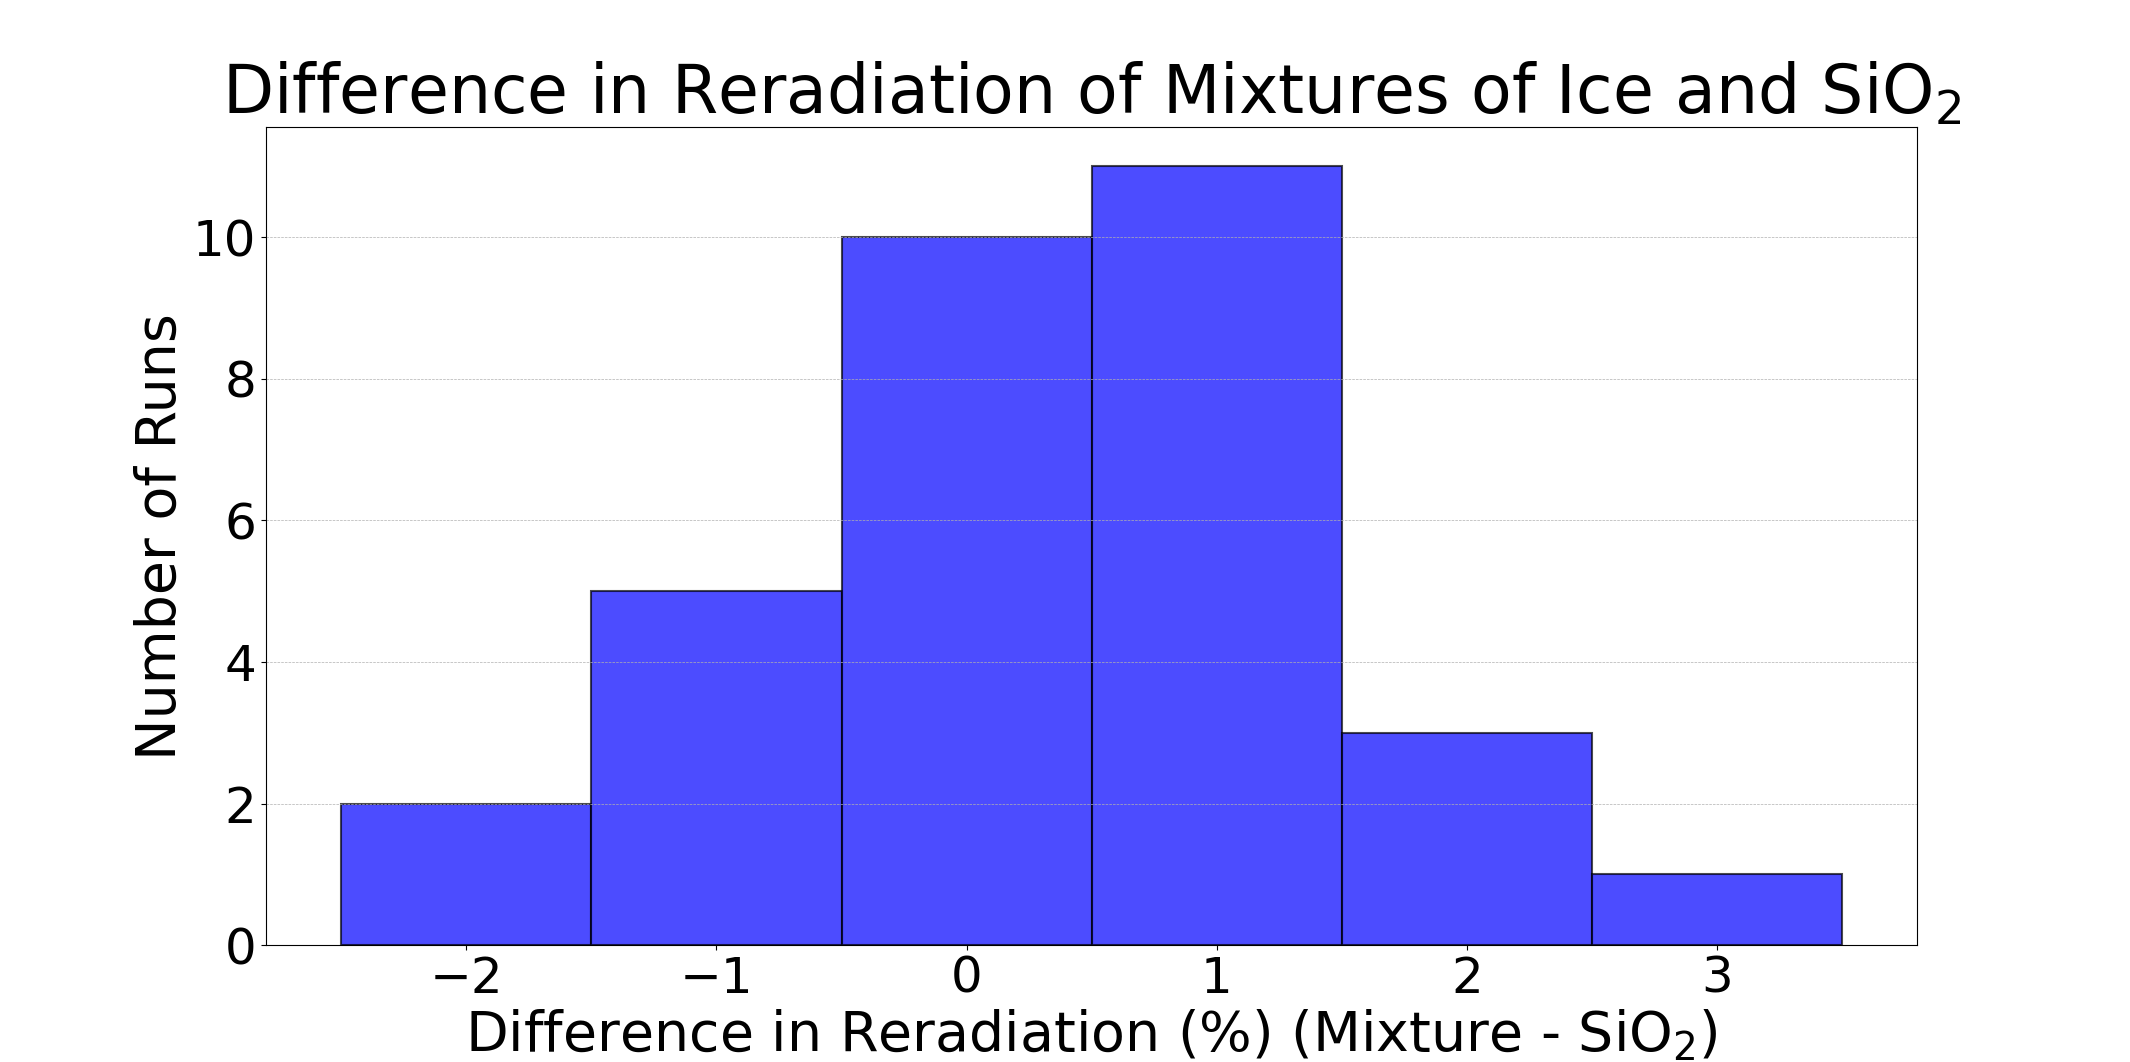 Difference in Reradiation of Mixtures of Ice and SiO₂
Number of Runs
10
8
6
4
2
0
−2 −1 0 1 2 3
Difference in Reradiation (%) (Mixture - SiO₂)